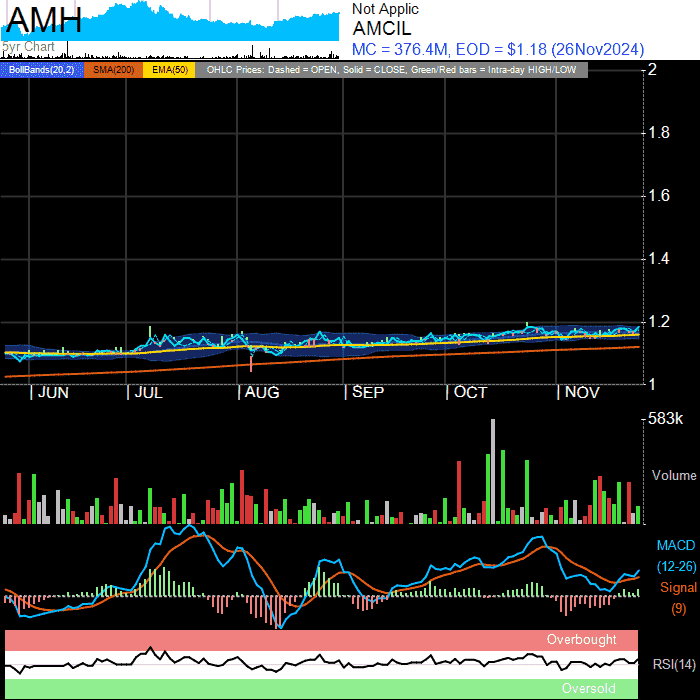 AMH
5yr Chart
Not Applic
AMCIL
MC = 376.4M, EOD = $1.18 (26Nov2024)
BollBands(20,2) SMA(200) EMA(50) OHLC Prices: Dashed = OPEN, Solid = CLOSE, Green/Red bars = Intra-day HIGH/LOW
2
1.8
1.6
1.4
1.2
1
| JUN | JUL | AUG | SEP | OCT | NOV
583k
Volume
MACD
(12-26)
Signal
(9)
Overbought
RSI(14)
Oversold